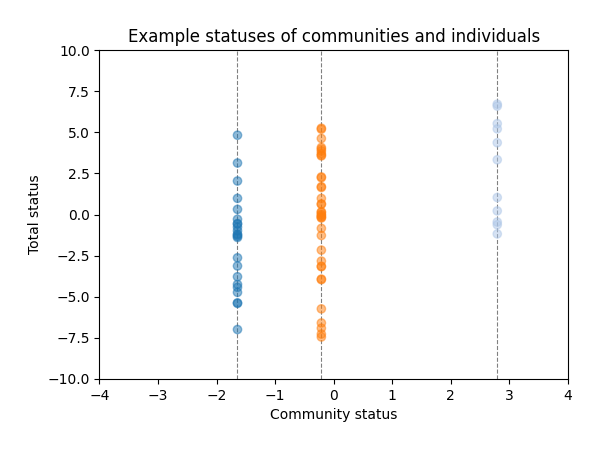 Example statuses of communities and individuals
10.0
7.5
5.0
2.5
0.0
−2.5
−5.0
−7.5
−10.0
Total status
−4 −3 −2 −1 0 1 2 3 4
Community status